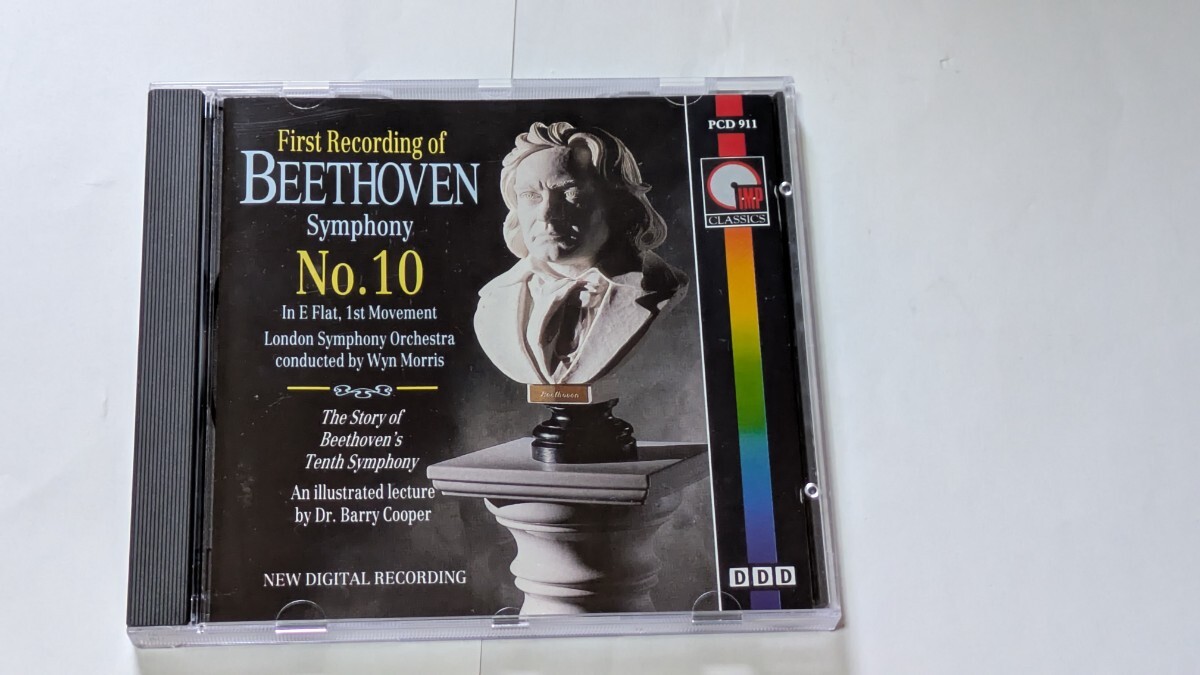 First Recording of
BEETHOVEN
Symphony
No.10
In E Flat, 1st Movement
London Symphony Orchestra
conducted by Wyn Morris
The Story of
Beethoven's
Tenth Symphony
An illustrated lecture
by Dr. Barry Cooper
NEW DIGITAL RECORDING
Beethoven
PCD 911
IMP
CLASSICS
DDD